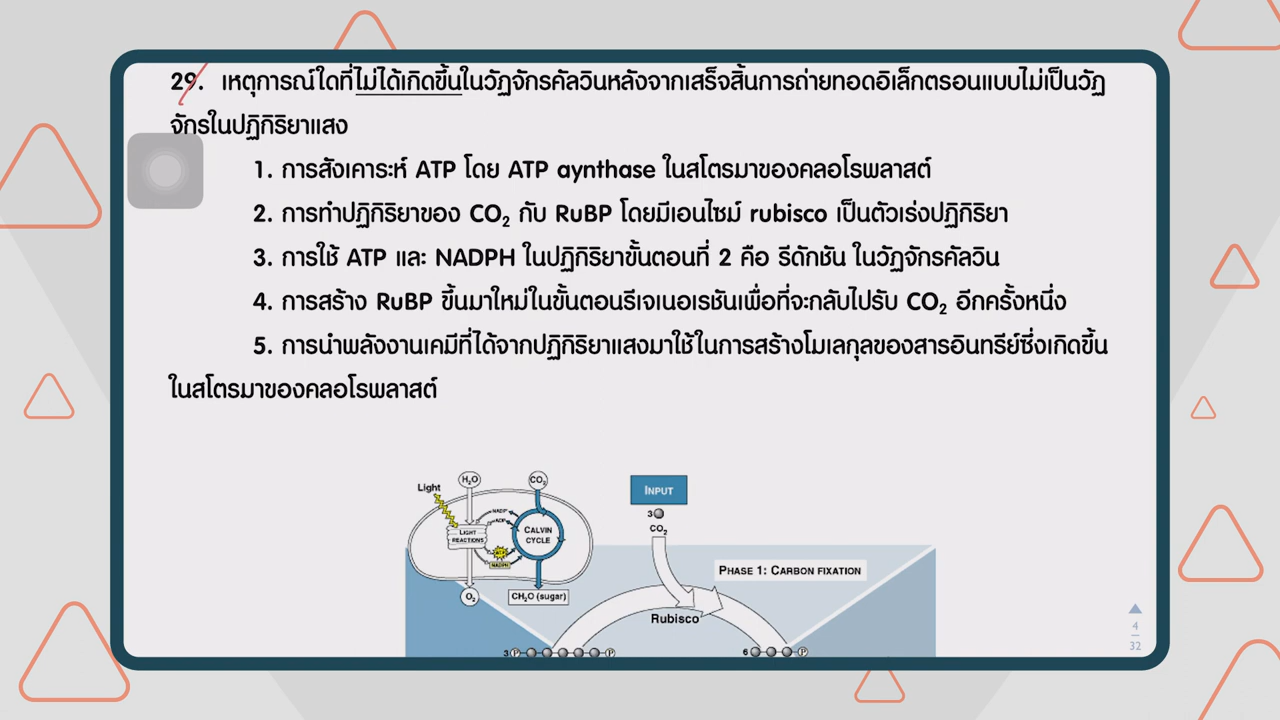 29. เหตุการณ์ใดที่ไม่ได้เกิดขึ้นในวัฏจักรคัลวินหลังจากเสร็จสิ้นการถ่ายทอดอิเล็กตรอนแบบไม่เป็นวัฏ
จักรในปฏิกิริยาแสง
1. การสังเคาระห์ ATP โดย ATP aynthase ในสโตรมาของคลอโรพลาสต์
2. การทำปฏิกิริยาของ CO₂ กับ RuBP โดยมีเอนไซม์ rubisco เป็นตัวเร่งปฏิกิริยา
3. การใช้ ATP และ NADPH ในปฏิกิริยาขั้นตอนที่ 2 คือ รีดักชัน ในวัฏจักรคัลวิน
4. การสร้าง RuBP ขึ้นมาใหม่ในขั้นตอนรีเจเนอเรชันเพื่อที่จะกลับไปรับ CO₂ อีกครั้งหนึ่ง
5. การนำพลังงานเคมีที่ได้จากปฏิกิริยาแสงมาใช้ในการสร้างโมเลกุลของสารอินทรีย์ซึ่งเกิดขึ้น
ในสโตรมาของคลอโรพลาสต์
H₂O
CO₂
Light
NADP⁺
ADP
LIGHT
REACTIONS
CALVIN
CYCLE
ATP
NADPH
O₂
CH₂O (sugar)
INPUT
3
CO₂
PHASE 1: CARBON FIXATION
Rubisco
3 P P
6 P
4
32